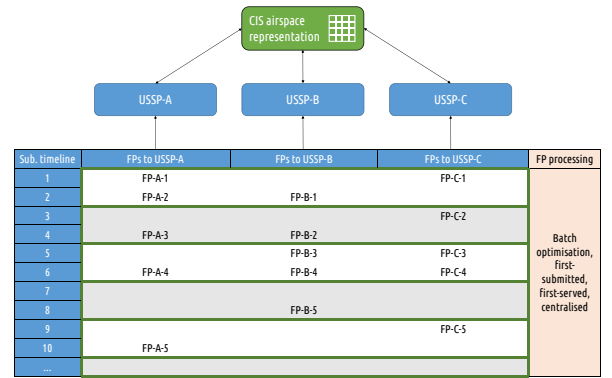 CIS airspace
representation
USSP-A USSP-B USSP-C
Sub. timeline FPs to USSP-A FPs to USSP-B FPs to USSP-C FP processing
1 FP-A-1 FP-C-1
2 FP-A-2 FP-B-1
3 FP-C-2
4 FP-A-3 FP-B-2
5 FP-B-3 FP-C-3
6 FP-A-4 FP-B-4 FP-C-4
7
8 FP-B-5
9 FP-C-5
10 FP-A-5
...
Batch
optimisation,
first-
submitted,
first-served,
centralised